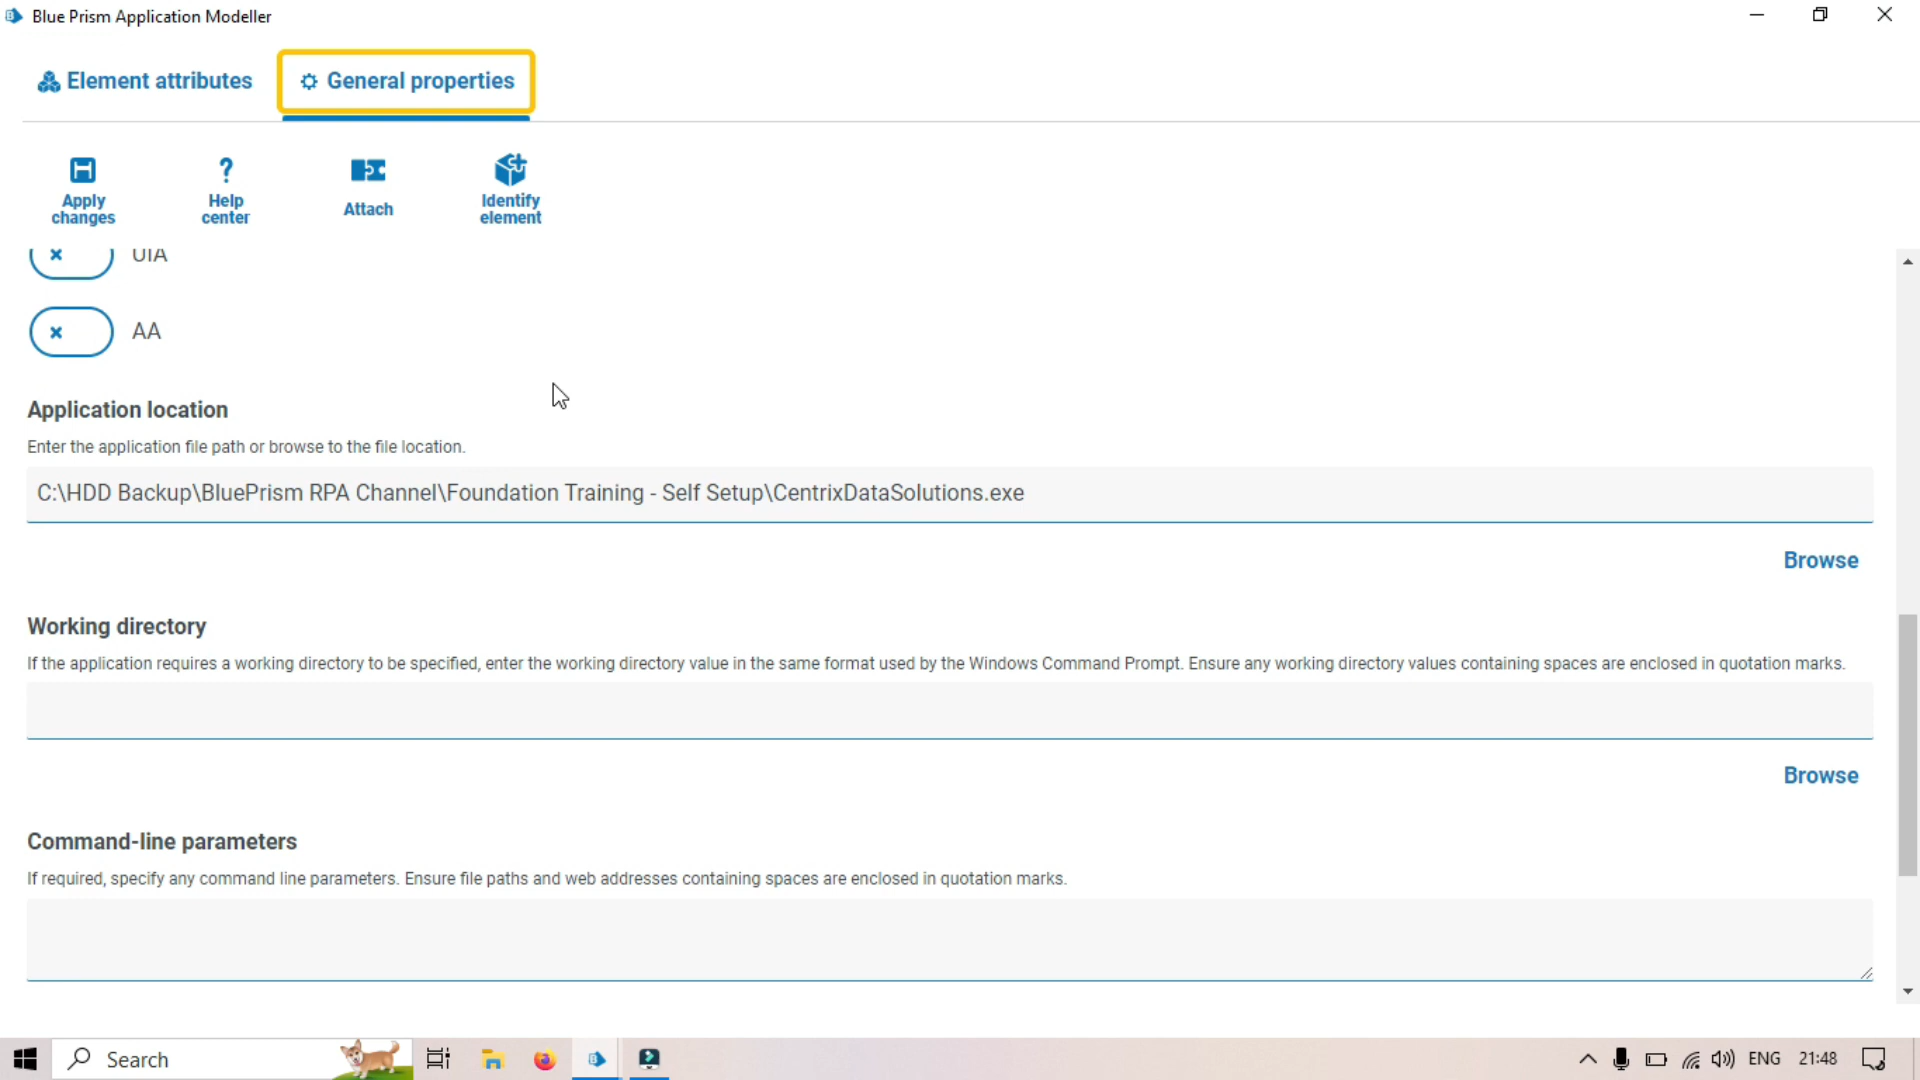 Blue Prism Application Modeller
Element attributes
General properties
Apply changes
Help center
Attach
Identify element
UIA
AA
Application location
Enter the application file path or browse to the file location.
C:\HDD Backup\BluePrism RPA Channel\Foundation Training - Self Setup\CentrixDataSolutions.exe
Browse
Working directory
If the application requires a working directory to be specified, enter the working directory value in the same format used by the Windows Command Prompt. Ensure any working directory values containing spaces are enclosed in quotation marks.
Browse
Command-line parameters
If required, specify any command line parameters. Ensure file paths and web addresses containing spaces are enclosed in quotation marks.
Search
ENG
21:48